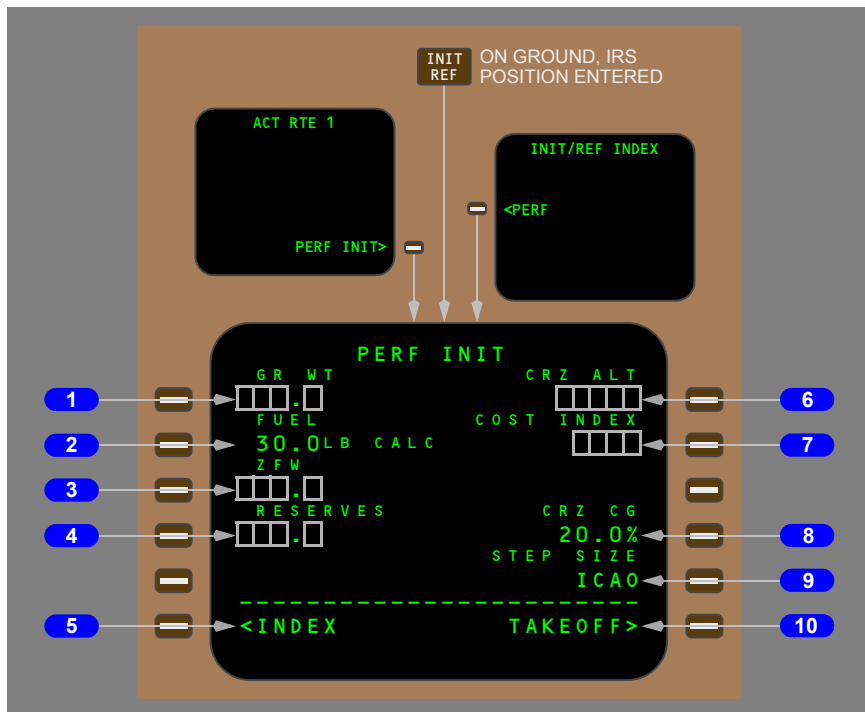 INIT
REF
ON GROUND, IRS
POSITION ENTERED
ACT RTE 1
PERF INIT>
INIT/REF INDEX
<PERF
PERF INIT
GR WT
CRZ ALT
1
.
6
FUEL
COST INDEX
2
30.0LB CALC
7
ZFW
3
.
RESERVES
CRZ CG
4
.
20.0%
8
STEP SIZE
ICAO
9
--------------------------
5
<INDEX
TAKEOFF>
10